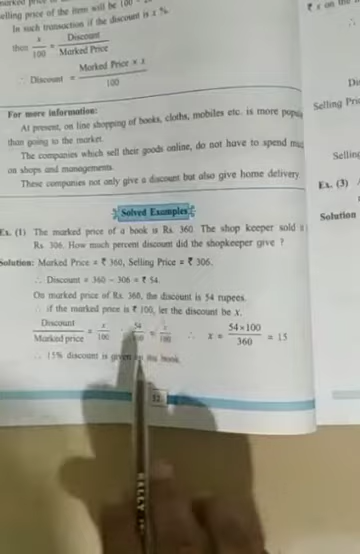 marked price
selling price of the item will be 100
In such transaction if the discount is x %
then x/100 = Discount/Marked Price
∴ Discount = Marked Price × x/100
For more information:
At present, on line shopping of books, cloths, mobiles etc. is more
than going to the market.
The companies which sell their goods online, do not have to spend
on shops and managements.
These companies not only give a discount but also give home delivery
Solved Examples
Ex. (1) The marked price of a book is Rs. 360. The shop keeper sold
Rs. 306. How much percent discount did the shopkeeper give ?
Solution: Marked Price = ₹ 360, Selling Price = ₹ 306.
∴ Discount = 360 - 306 = ₹ 54.
On marked price of Rs. 360, the discount is 54 rupees.
∴ if the marked price is ₹ 100, let the discount be x.
Discount/Marked price = x/100 54 = x/100 ∴ x = 54×100/360 = 15
∴ 15% discount is given on the book.
₹ x on
Selling Pri
Selling
Ex. (3)
Solution